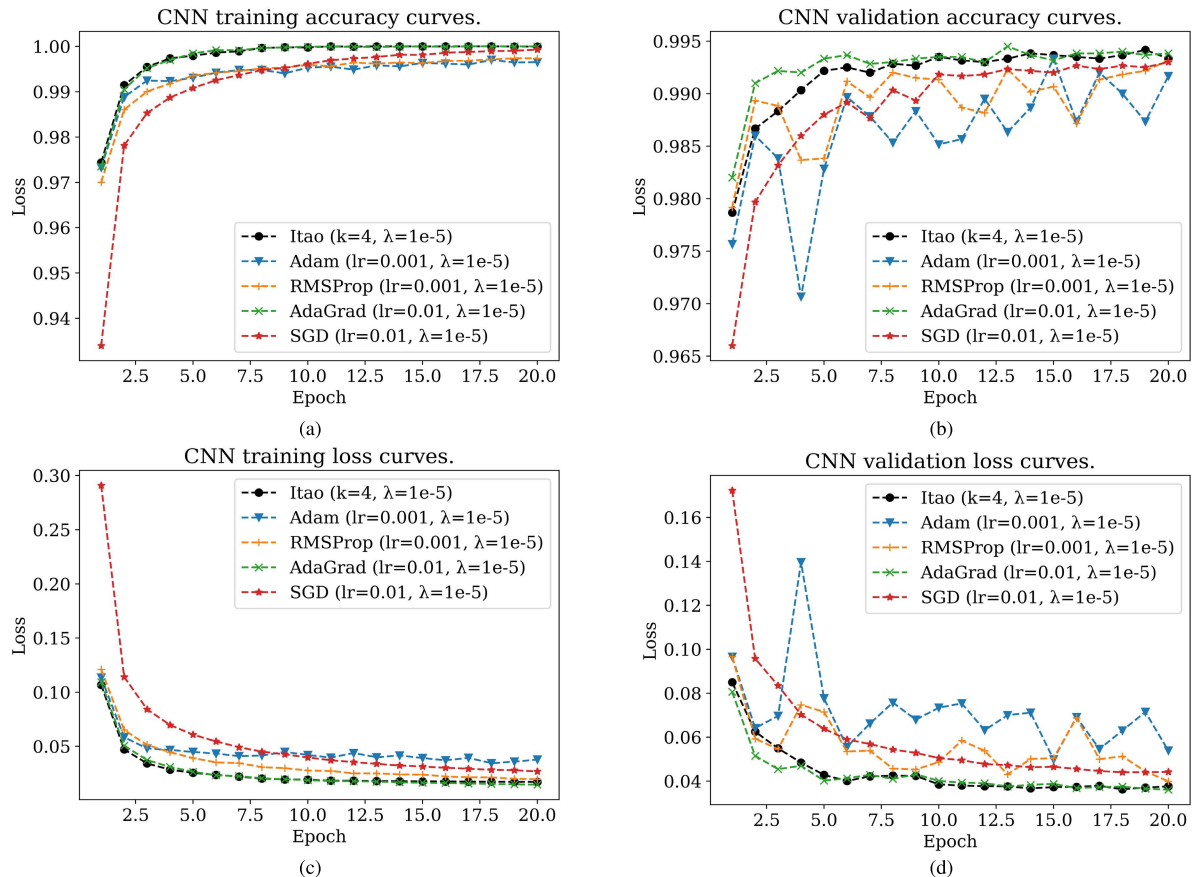 CNN training accuracy curves.
1.00
0.99
0.98
0.97
0.96
0.95
0.94
Loss
Itao (k=4, λ=1e-5)
Adam (lr=0.001, λ=1e-5)
RMSProp (lr=0.001, λ=1e-5)
AdaGrad (lr=0.01, λ=1e-5)
SGD (lr=0.01, λ=1e-5)
2.5 5.0 7.5 10.0 12.5 15.0 17.5 20.0
Epoch
(a)
CNN validation accuracy curves.
0.995
0.990
0.985
0.980
0.975
0.970
0.965
Loss
Itao (k=4, λ=1e-5)
Adam (lr=0.001, λ=1e-5)
RMSProp (lr=0.001, λ=1e-5)
AdaGrad (lr=0.01, λ=1e-5)
SGD (lr=0.01, λ=1e-5)
2.5 5.0 7.5 10.0 12.5 15.0 17.5 20.0
Epoch
(b)
CNN training loss curves.
0.30
0.25
0.20
0.15
0.10
0.05
Loss
Itao (k=4, λ=1e-5)
Adam (lr=0.001, λ=1e-5)
RMSProp (lr=0.001, λ=1e-5)
AdaGrad (lr=0.01, λ=1e-5)
SGD (lr=0.01, λ=1e-5)
2.5 5.0 7.5 10.0 12.5 15.0 17.5 20.0
Epoch
(c)
CNN validation loss curves.
0.16
0.14
0.12
0.10
0.08
0.06
0.04
Loss
Itao (k=4, λ=1e-5)
Adam (lr=0.001, λ=1e-5)
RMSProp (lr=0.001, λ=1e-5)
AdaGrad (lr=0.01, λ=1e-5)
SGD (lr=0.01, λ=1e-5)
2.5 5.0 7.5 10.0 12.5 15.0 17.5 20.0
Epoch
(d)